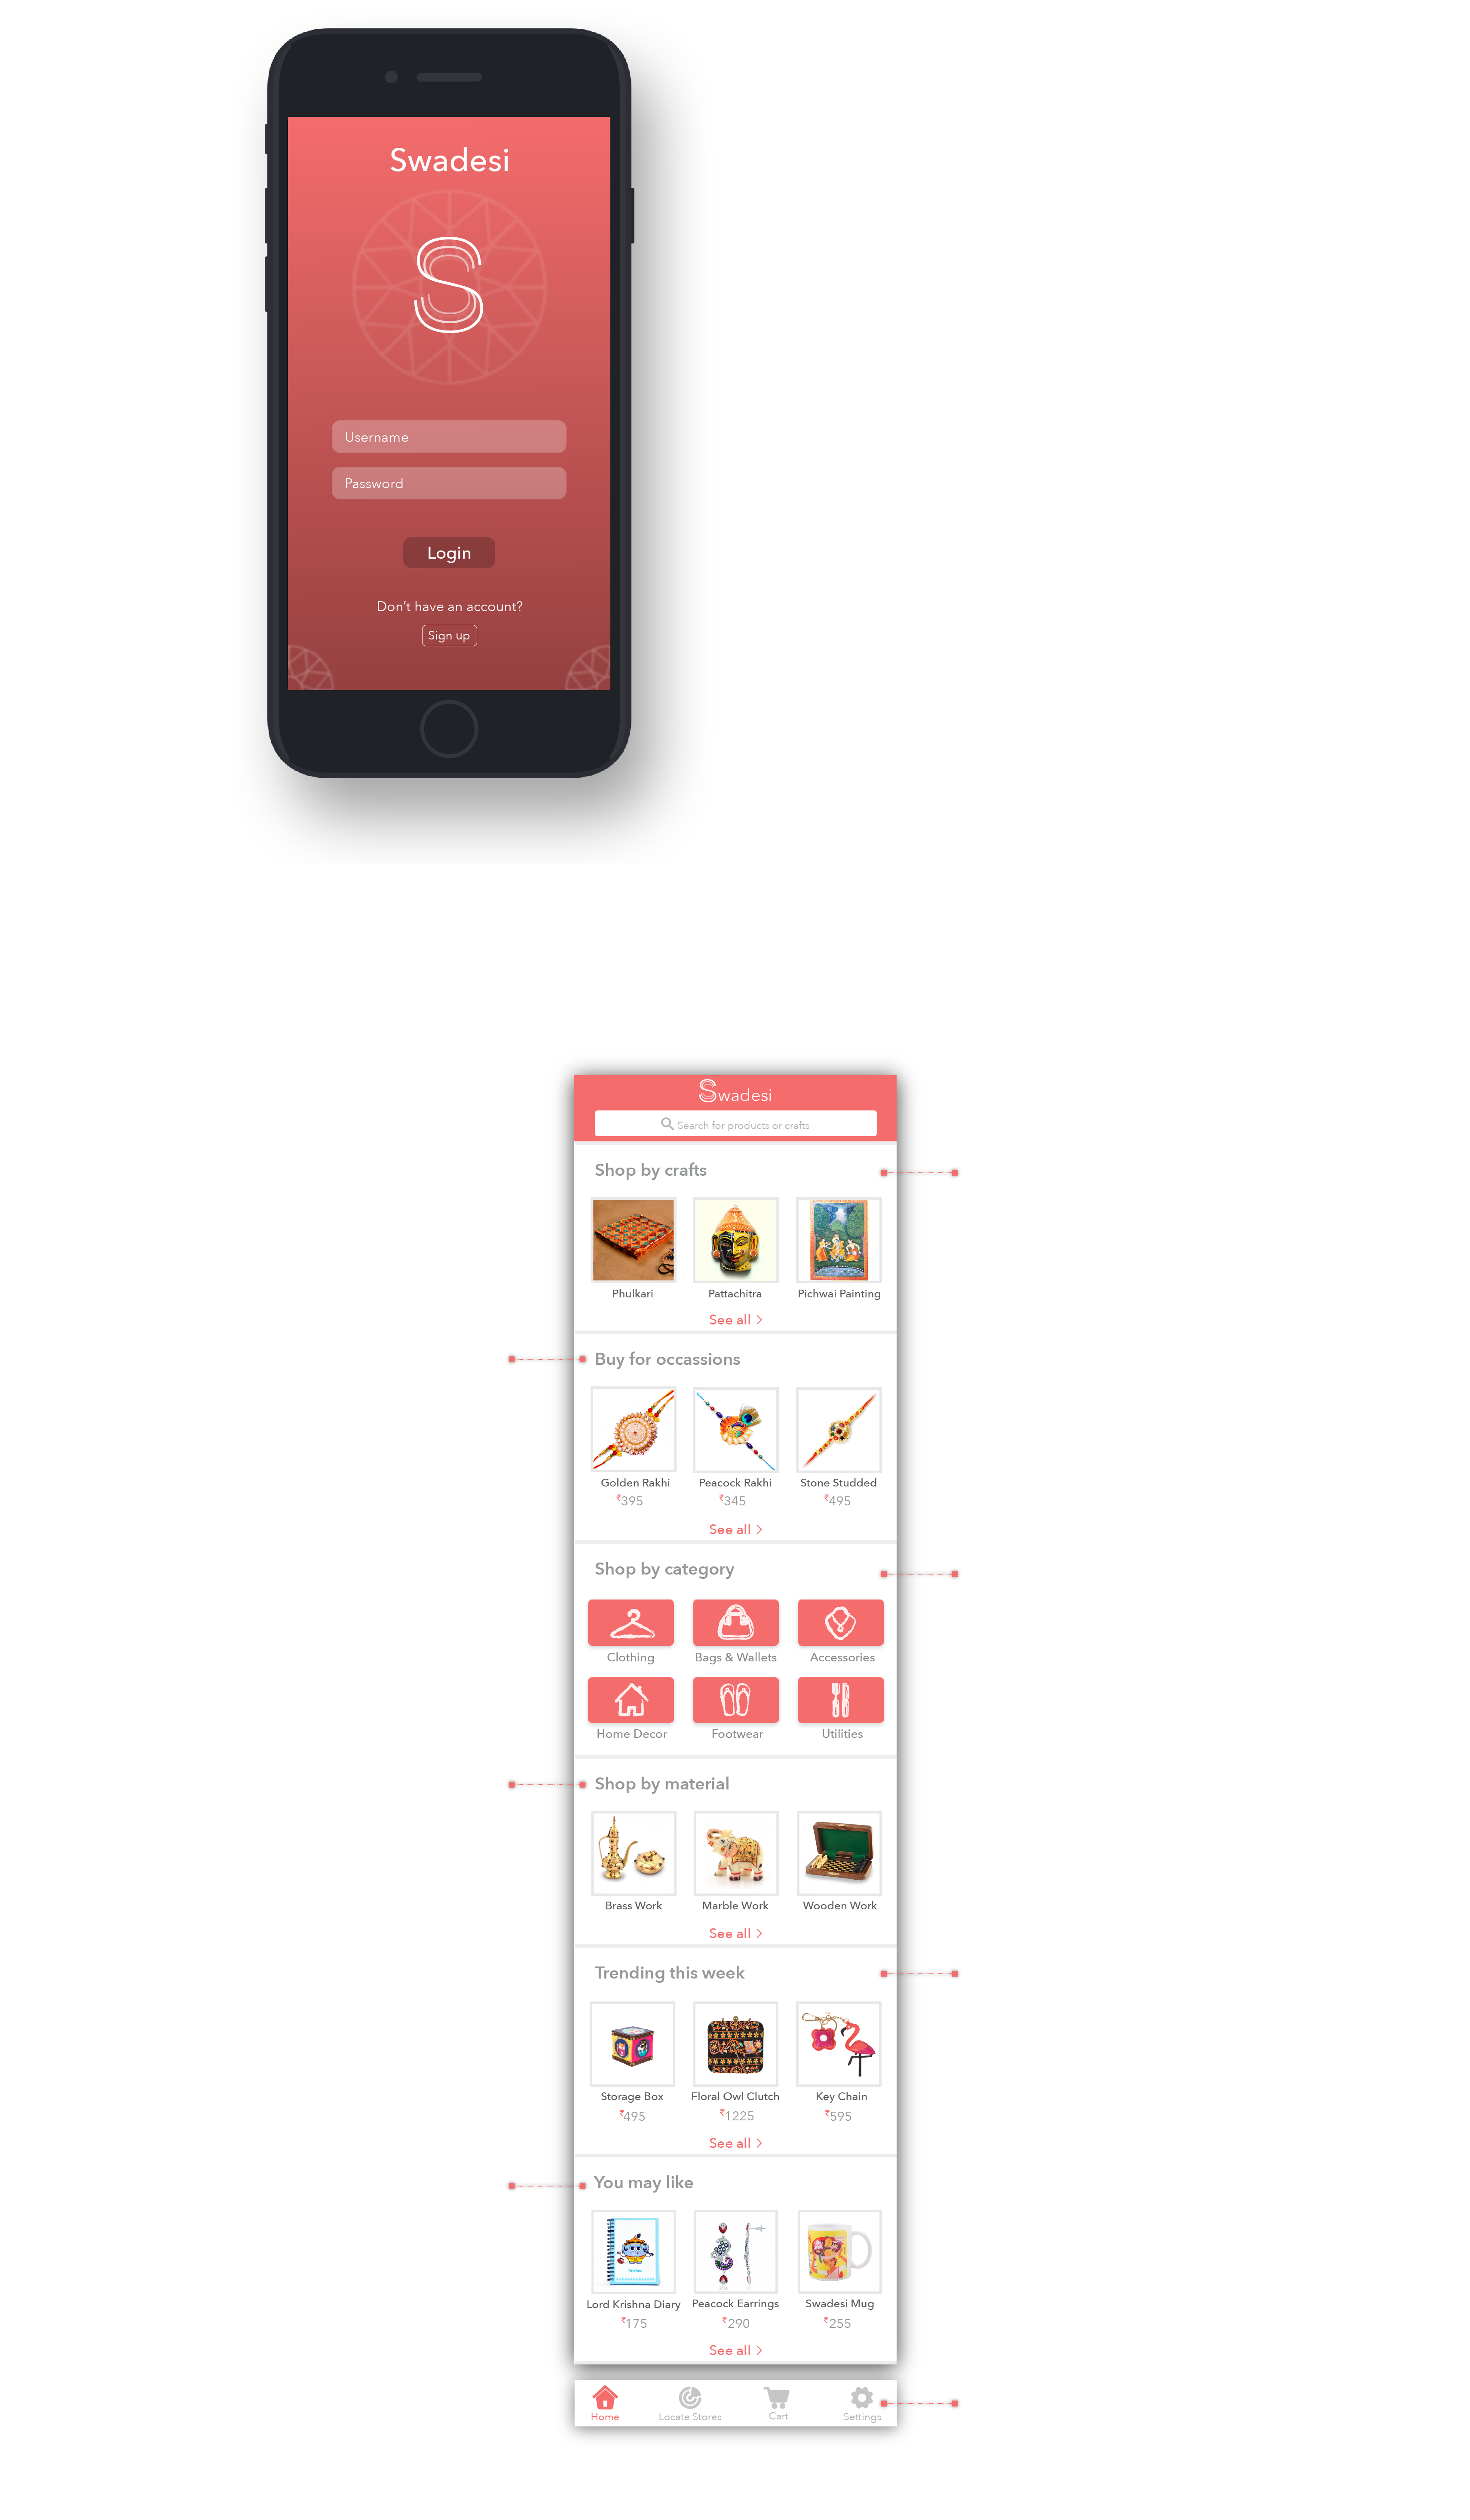 Swadesi
S
Username
Password
Login
Don't have an account?
Sign up
Swadesi
Search for products or crafts
Shop by crafts
Phulkari Pattachitra Pichwai Painting
See all >
Buy for occassions
Golden Rakhi Peacock Rakhi Stone Studded
₹395 ₹345 ₹495
See all >
Shop by category
Clothing Bags & Wallets Accessories
Home Decor Footwear Utilities
Shop by material
Brass Work Marble Work Wooden Work
See all >
Trending this week
Storage Box Floral Owl Clutch Key Chain
₹495 ₹1225 ₹595
See all >
You may like
Lord Krishna Diary Peacock Earrings Swadesi Mug
₹175 ₹290 ₹255
See all >
Home Locate Stores Cart Settings